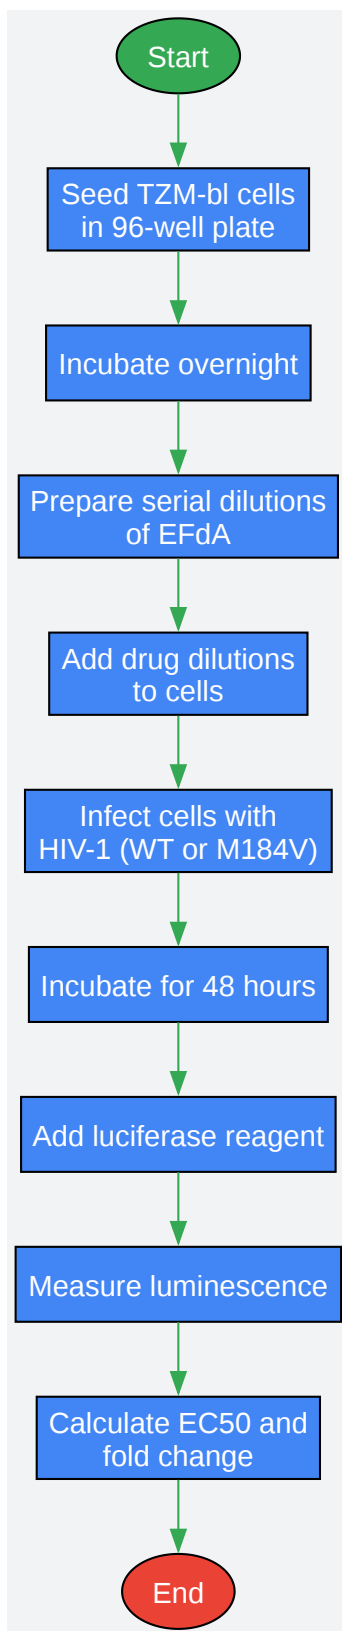 Start
Seed TZM-bl cells
in 96-well plate
Incubate overnight
Prepare serial dilutions
of EFdA
Add drug dilutions
to cells
Infect cells with
HIV-1 (WT or M184V)
Incubate for 48 hours
Add luciferase reagent
Measure luminescence
Calculate EC50 and
fold change
End